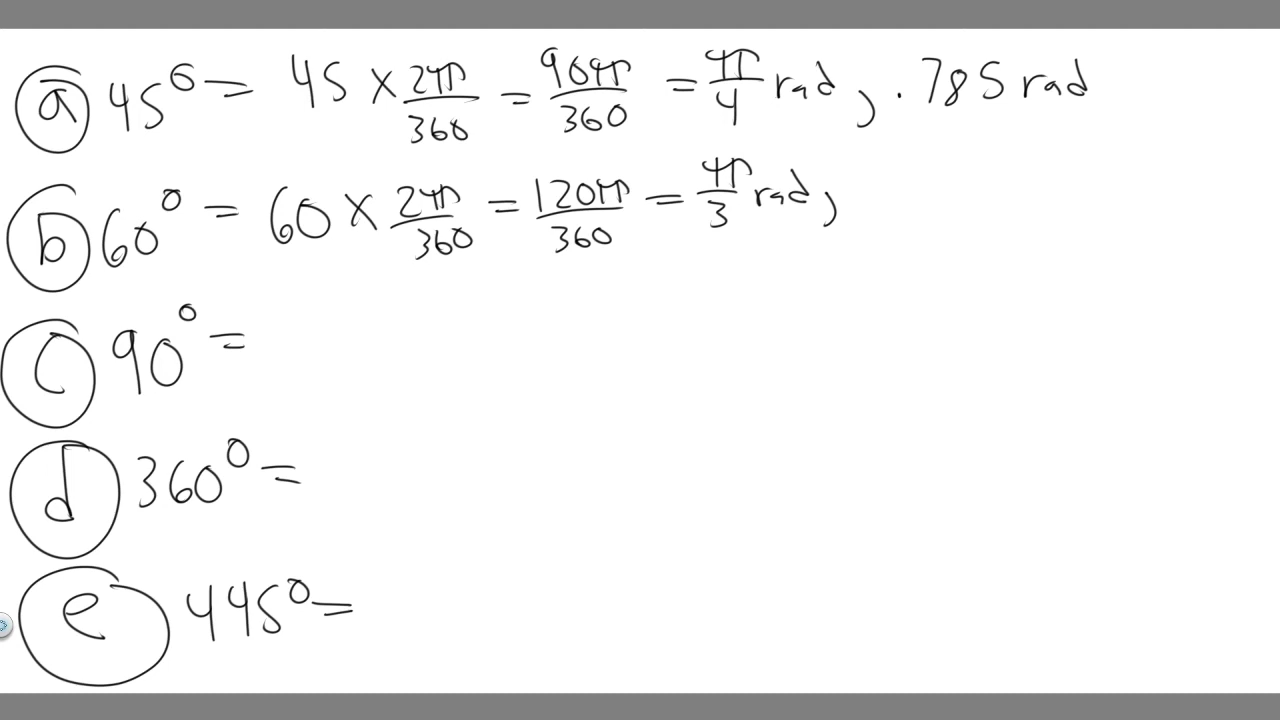 a 45° = 45 × 2π/360 = 90π/360 = π/4 rad, .785 rad
b 60° = 60 × 2π/360 = 120π/360 = π/3 rad,
c 90° =
d 360° =
e 445° =